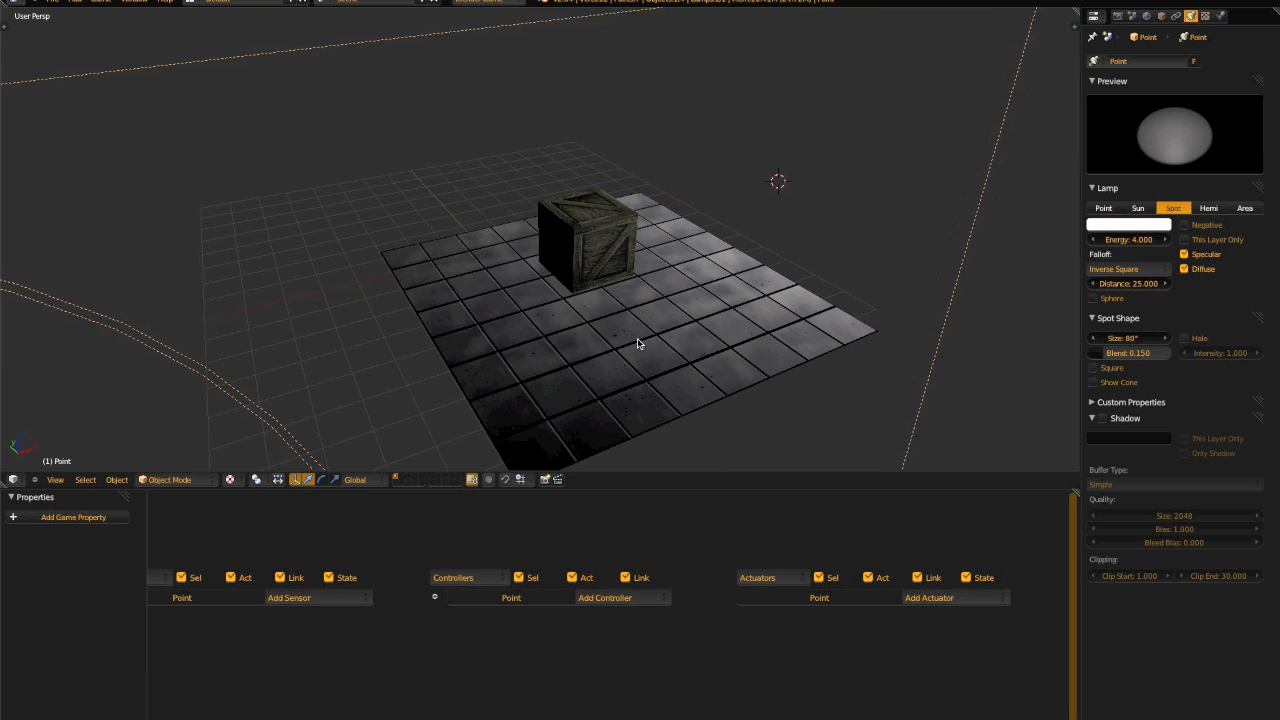 User Persp
(1) Point
View Select Object Object Mode Global
Properties
Add Game Property
Sel Act Link State
Point Add Sensor
Controllers Sel Act Link
Point Add Controller
Actuators Sel Act Link State
Point Add Actuator
Point Point
Point F
Preview
Lamp
Point Sun Spot Hemi Area
Negative
Energy: 4.000 This Layer Only
Falloff: Specular
Inverse Square Diffuse
Distance: 25.000
Sphere
Spot Shape
Size: 80° Halo
Blend: 0.150 Intensity: 1.000
Square
Show Cone
Custom Properties
Shadow
This Layer Only
Only Shadow
Buffer Type:
Simple
Quality:
Size: 2048
Bias: 1.000
Bleed Bias: 0.000
Clipping:
Clip Start: 1.000 Clip End: 30.000